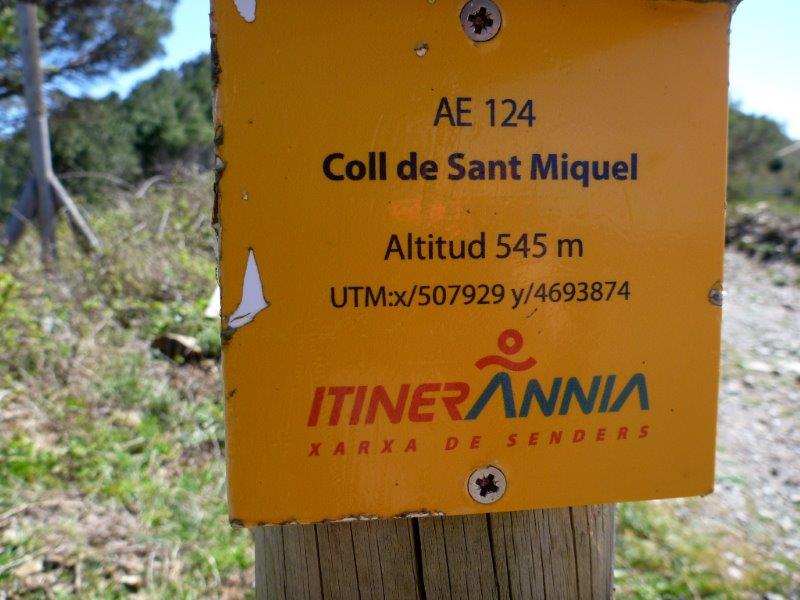 AE 124
Coll de Sant Miquel
Altitud 545 m
UTM:x/507929 y/4693874
ITINERANNIA
XARXA DE SENDERS